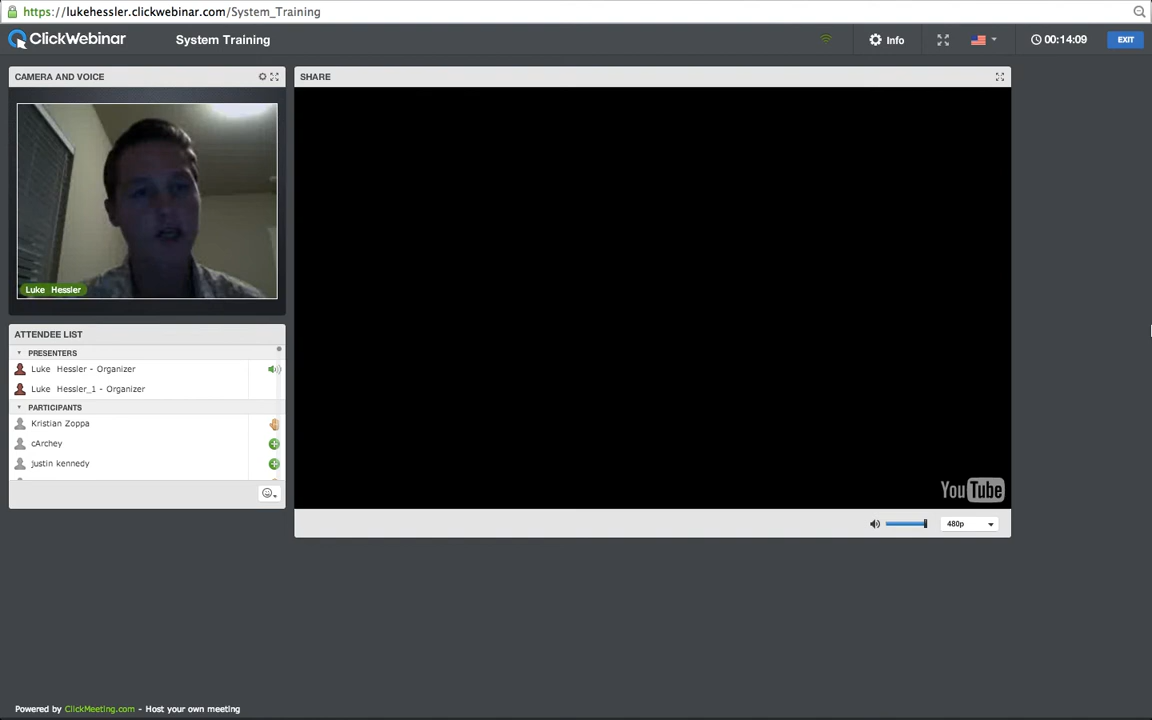 https://lukehessler.clickwebinar.com/System_Training
ClickWebinar
System Training
Info
00:14:09
EXIT
CAMERA AND VOICE
SHARE
Luke Hessler
ATTENDEE LIST
PRESENTERS
Luke Hessler - Organizer
Luke Hessler_1 - Organizer
PARTICIPANTS
Kristian Zoppa
cArchey
justin kennedy
YouTube
480p
Powered by ClickMeeting.com - Host your own meeting